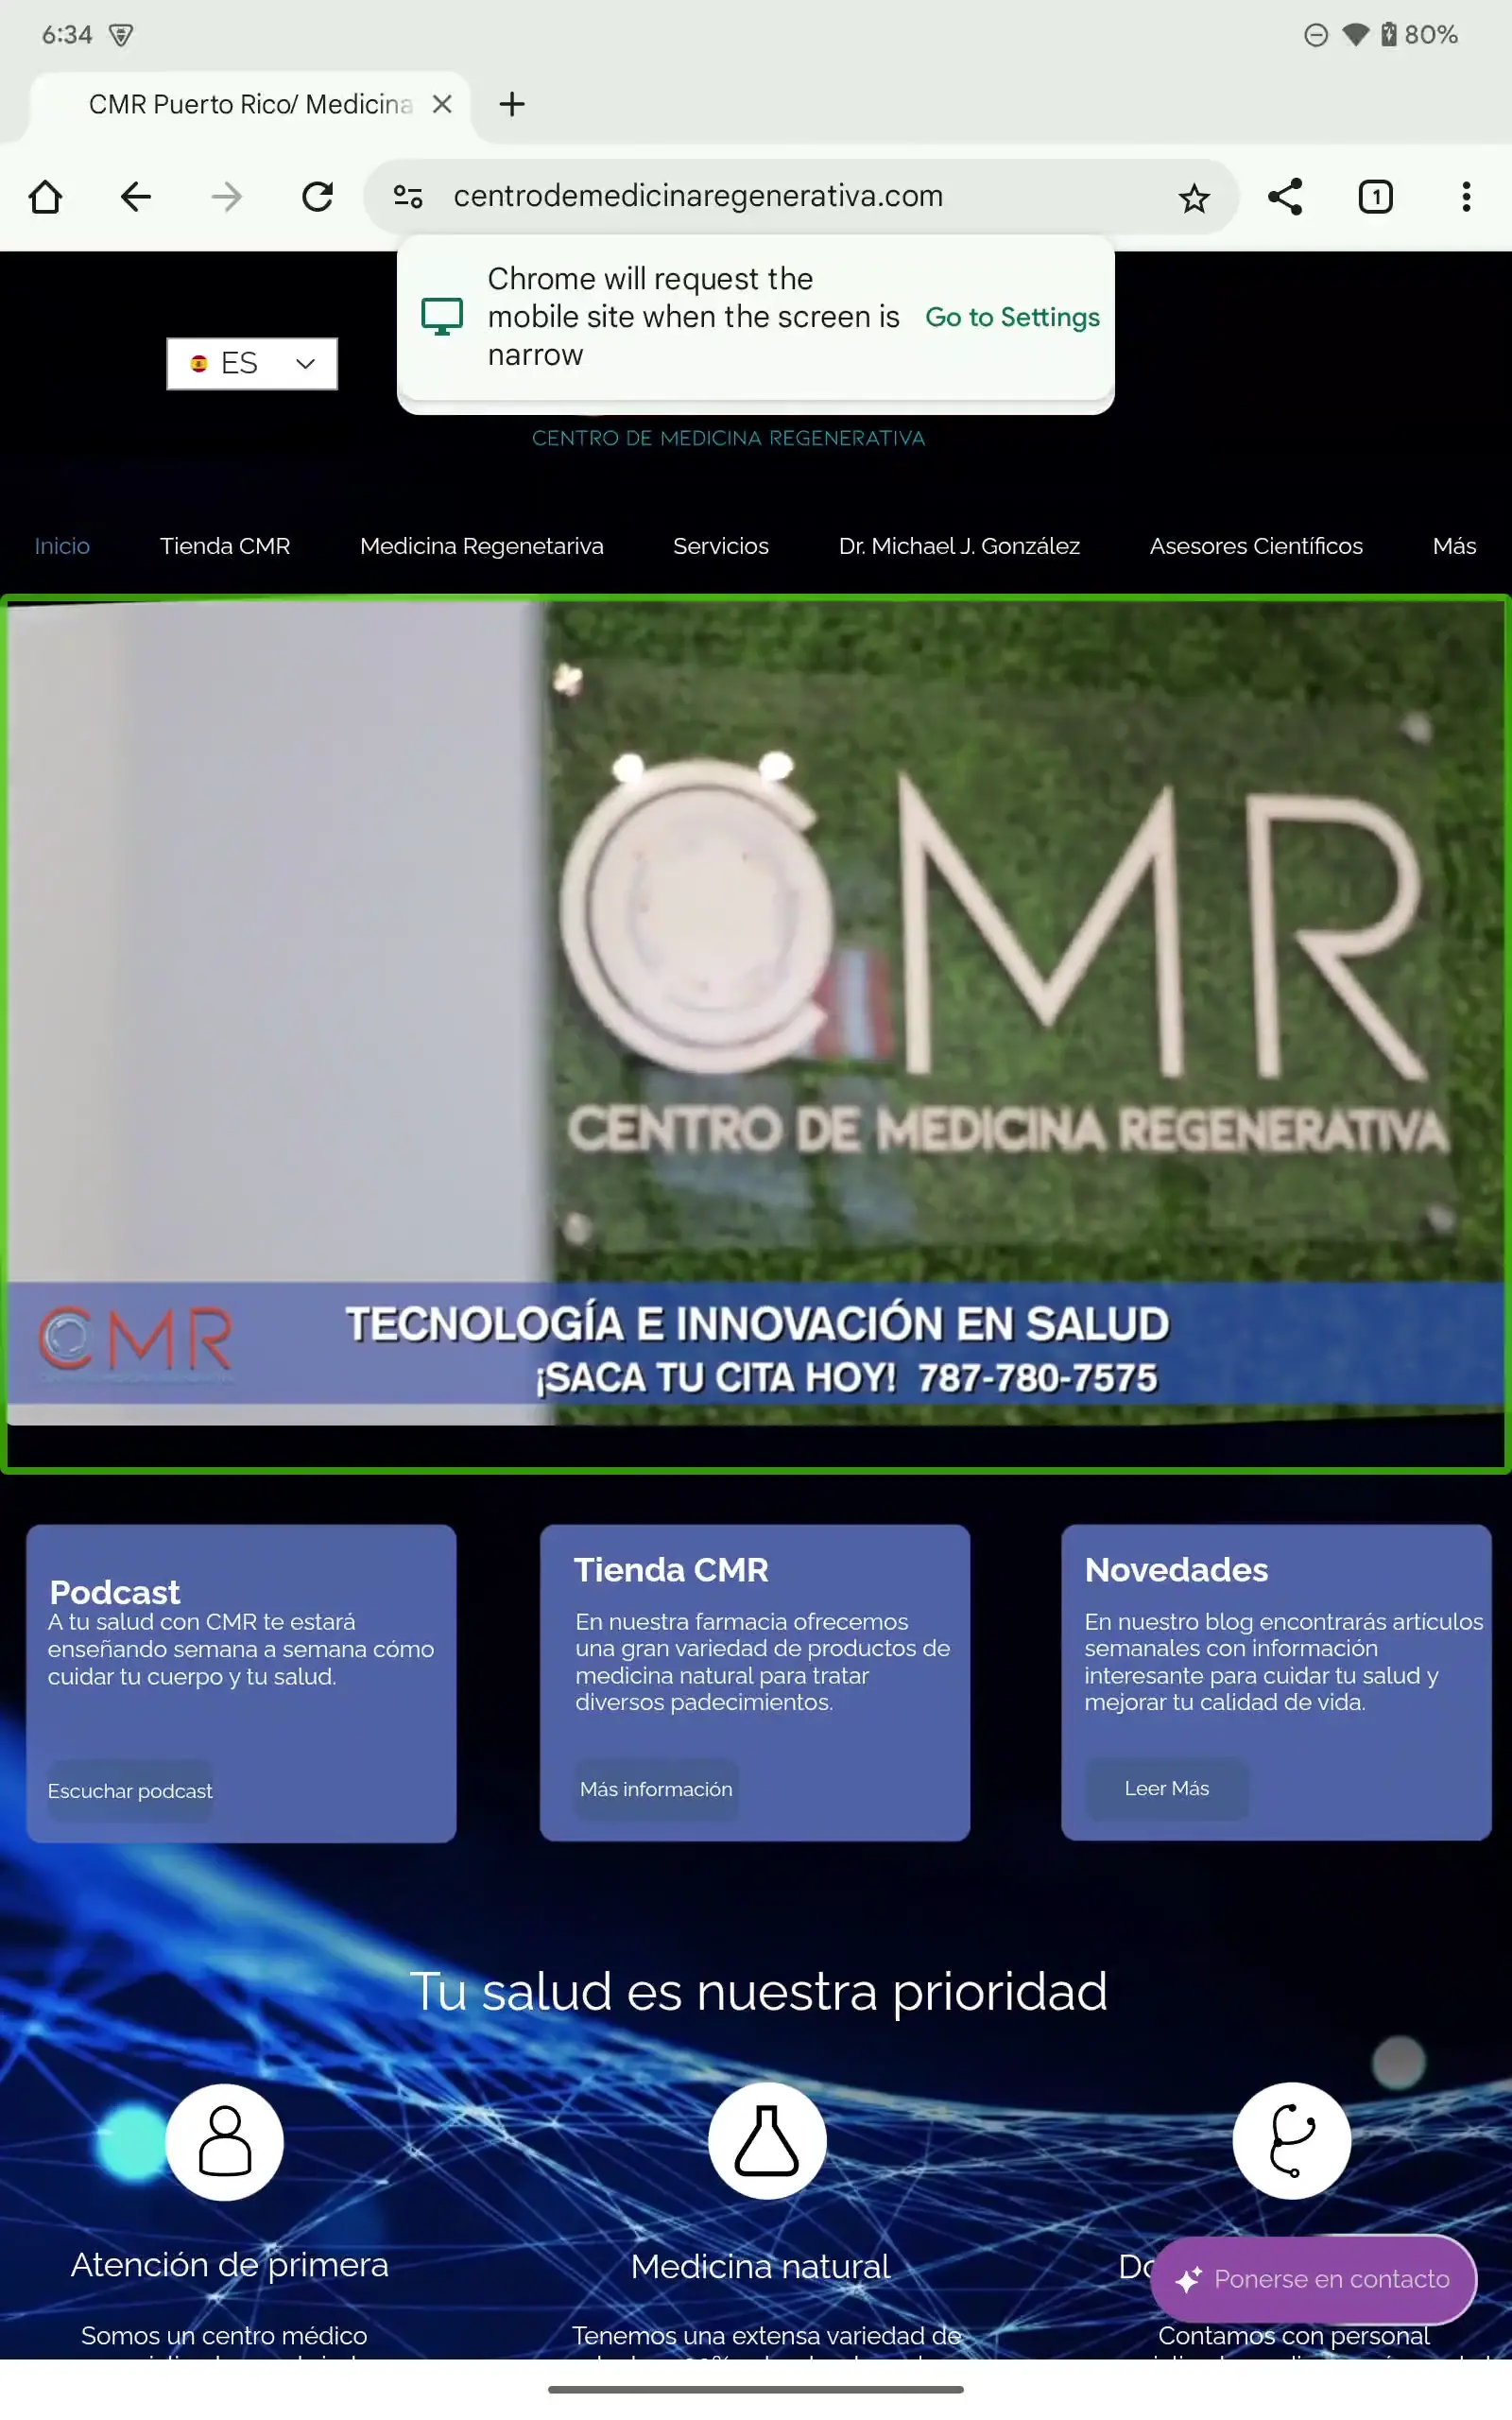 6:34
80%
CMR Puerto Rico/ Medicina
centrodemedicinaregenerativa.com
1
Chrome will request the
mobile site when the screen is
narrow
Go to Settings
ES
CENTRO DE MEDICINA REGENERATIVA
Inicio
Tienda CMR
Medicina Regenetariva
Servicios
Dr. Michael J. González
Asesores Científicos
Más
CMR
CENTRO DE MEDICINA REGENERATIVA
CMR
TECNOLOGÍA E INNOVACIÓN EN SALUD
¡SACA TU CITA HOY! 787-780-7575
Podcast
A tu salud con CMR te estará
enseñando semana a semana cómo
cuidar tu cuerpo y tu salud.
Escuchar podcast
Tienda CMR
En nuestra farmacia ofrecemos
una gran variedad de productos de
medicina natural para tratar
diversos padecimientos.
Más información
Novedades
En nuestro blog encontrarás artículos
semanales con información
interesante para cuidar tu salud y
mejorar tu calidad de vida.
Leer Más
Tu salud es nuestra prioridad
Atención de primera
Somos un centro médico
Medicina natural
Tenemos una extensa variedad de
Ponerse en contacto
Contamos con personal